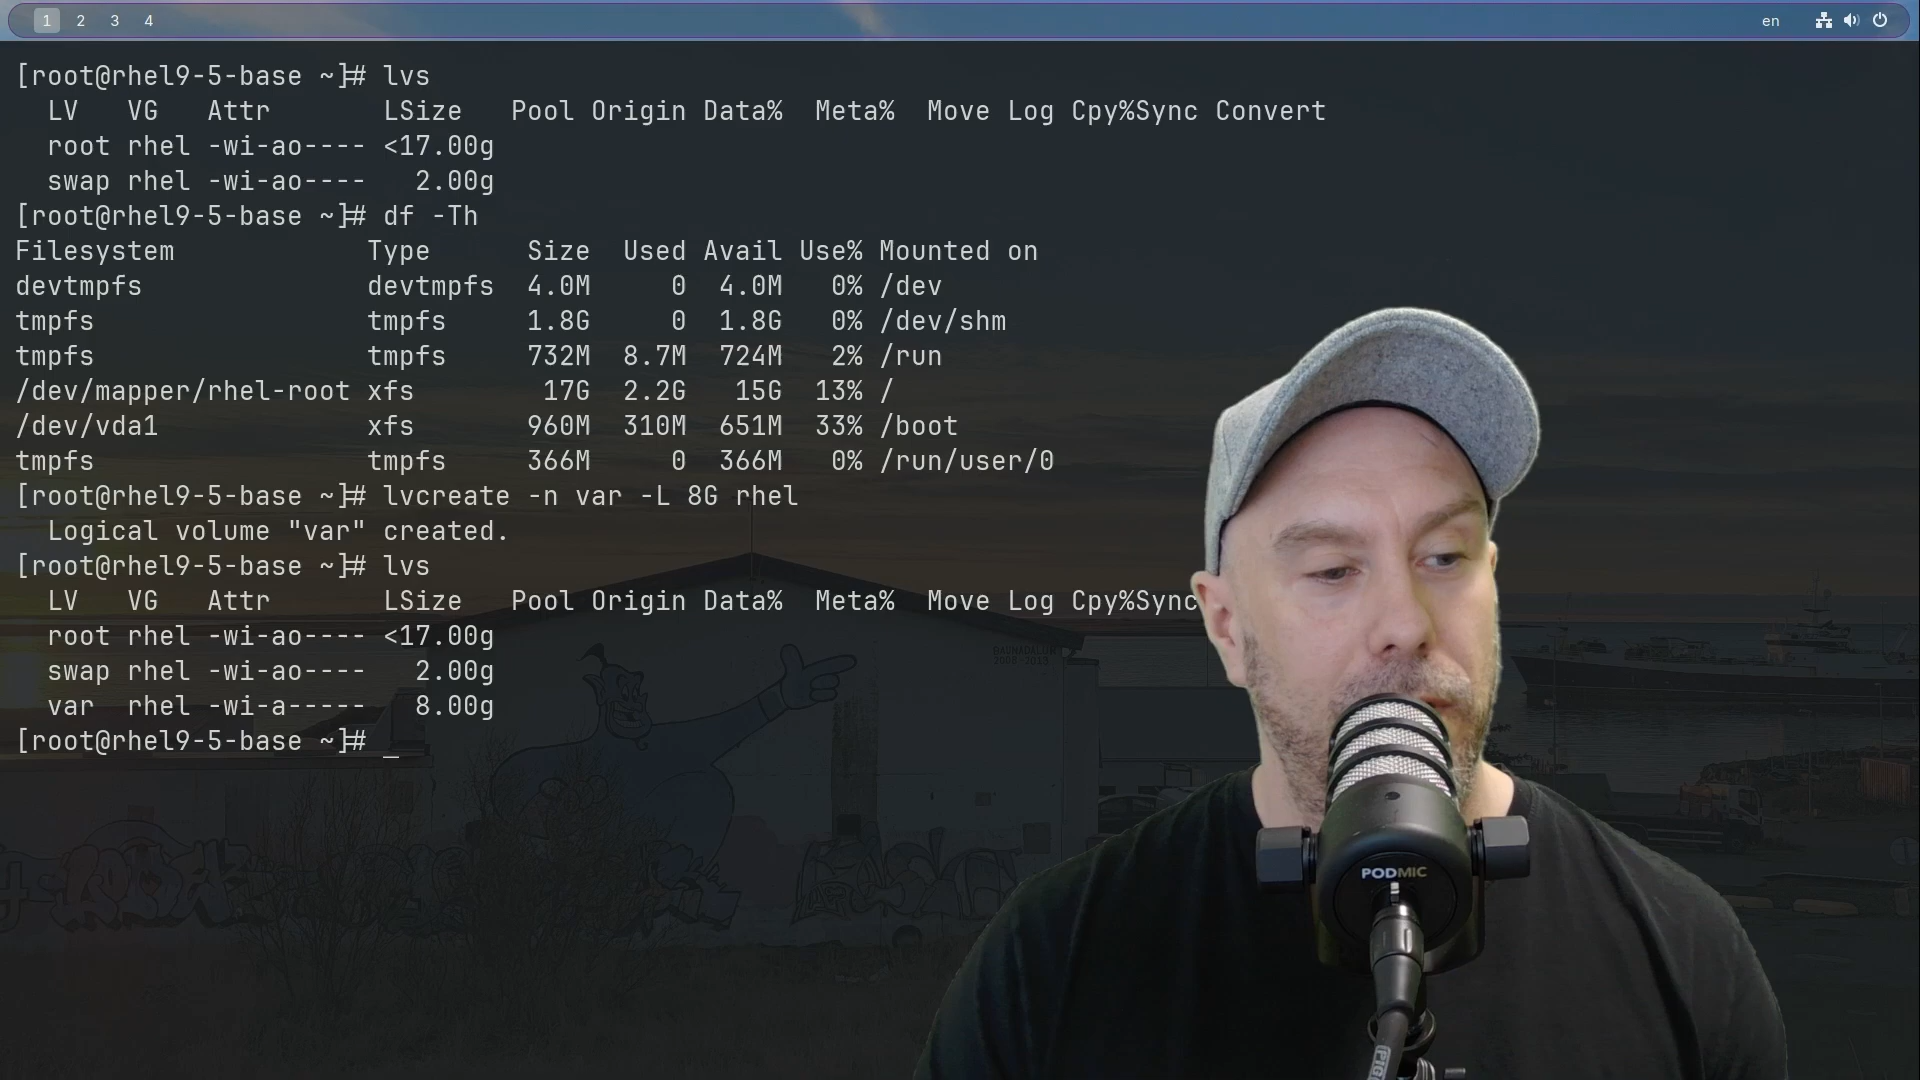 1 2 3 4 en
[root@rhel9-5-base ~]# lvs
  LV   VG   Attr       LSize   Pool Origin Data%  Meta%  Move Log Cpy%Sync Convert
  root rhel -wi-ao---- <17.00g
  swap rhel -wi-ao----   2.00g
[root@rhel9-5-base ~]# df -Th
Filesystem            Type      Size  Used Avail Use% Mounted on
devtmpfs              devtmpfs  4.0M     0  4.0M   0% /dev
tmpfs                 tmpfs     1.8G     0  1.8G   0% /dev/shm
tmpfs                 tmpfs     732M  8.7M  724M   2% /run
/dev/mapper/rhel-root xfs        17G  2.2G   15G  13% /
/dev/vda1             xfs       960M  310M  651M  33% /boot
tmpfs                 tmpfs     366M     0  366M   0% /run/user/0
[root@rhel9-5-base ~]# lvcreate -n var -L 8G rhel
  Logical volume "var" created.
[root@rhel9-5-base ~]# lvs
  LV   VG   Attr       LSize   Pool Origin Data%  Meta%  Move Log Cpy%Sync
  root rhel -wi-ao---- <17.00g
  swap rhel -wi-ao----   2.00g
  var  rhel -wi-a-----   8.00g
[root@rhel9-5-base ~]# _
PODMIC